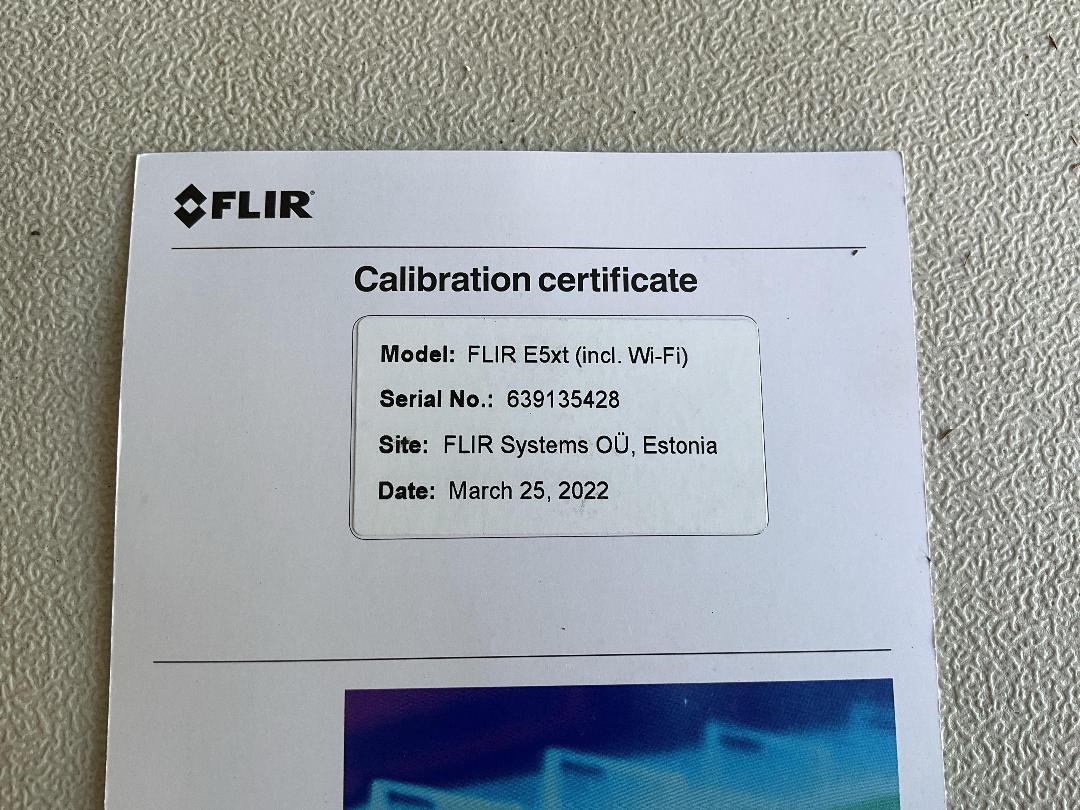 FLIR®
Calibration certificate
Model: FLIR E5xt (incl. Wi-Fi)
Serial No.: 639135428
Site: FLIR Systems OÜ, Estonia
Date: March 25, 2022